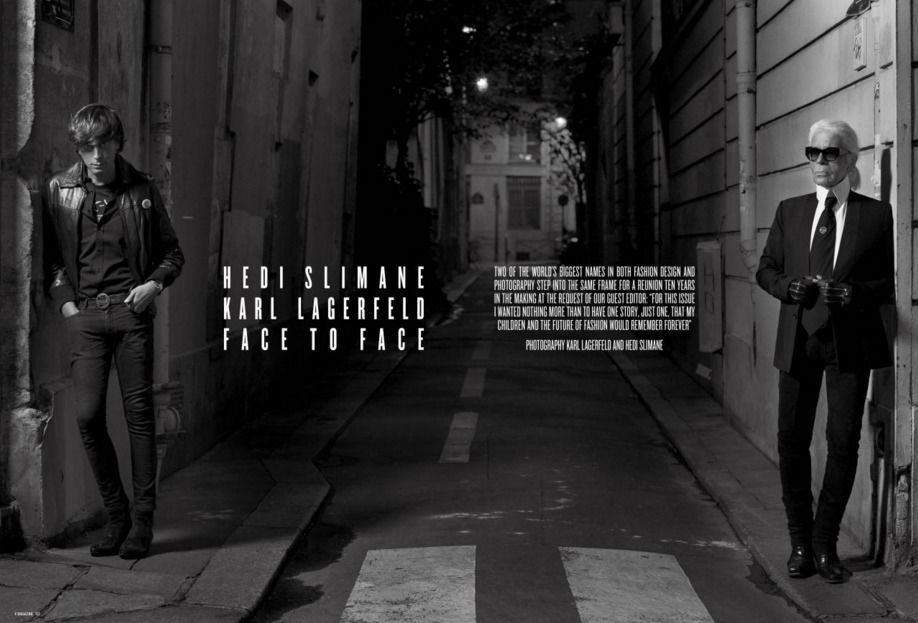 HEDI SLIMANE
KARL LAGERFELD
FACE TO FACE
TWO OF THE WORLD'S BIGGEST NAMES IN BOTH FASHION DESIGN AND
PHOTOGRAPHY STEP INTO THE SAME FRAME FOR A REUNION TEN YEARS
IN THE MAKING AT THE REQUEST OF OUR GUEST EDITOR: "FOR THIS ISSUE
I WANTED NOTHING MORE THAN TO HAVE ONE STORY, JUST ONE, THAT MY
CHILDREN AND THE FUTURE OF FASHION WOULD REMEMBER FOREVER"
PHOTOGRAPHY KARL LAGERFELD AND HEDI SLIMANE